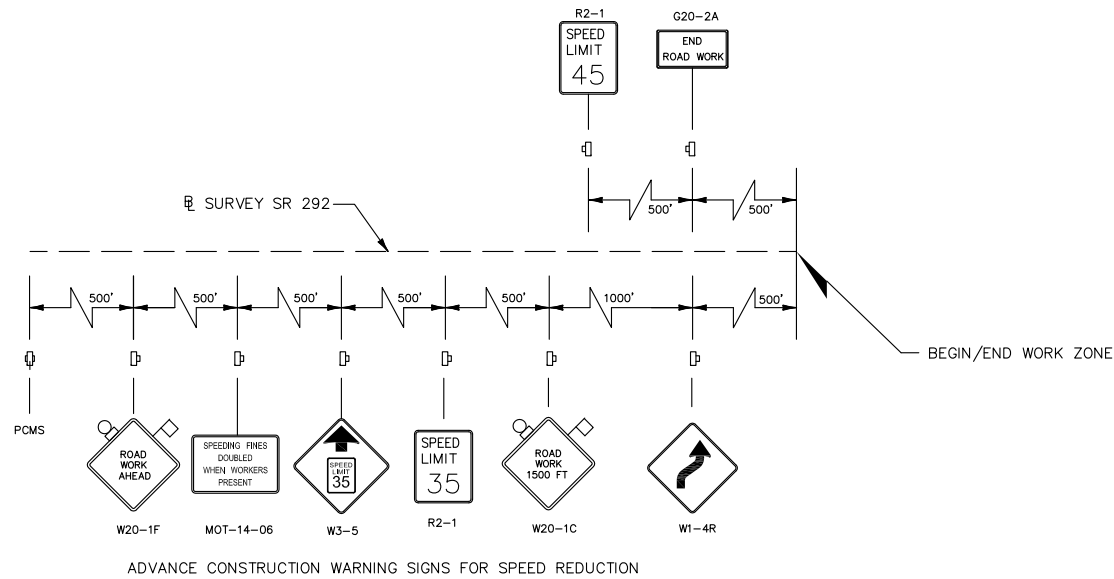 R2-1
G20-2A
SPEED
LIMIT
45
END
ROAD WORK
500'
500'
℄ SURVEY SR 292
500'
500'
500'
500'
500'
1000'
500'
BEGIN/END WORK ZONE
PCMS
ROAD
WORK
AHEAD
SPEEDING FINES
DOUBLED
WHEN WORKERS
PRESENT
SPEED
LIMIT
35
SPEED
LIMIT
35
ROAD
WORK
1500 FT
W20-1F
MOT-14-06
W3-5
R2-1
W20-1C
W1-4R
ADVANCE CONSTRUCTION WARNING SIGNS FOR SPEED REDUCTION